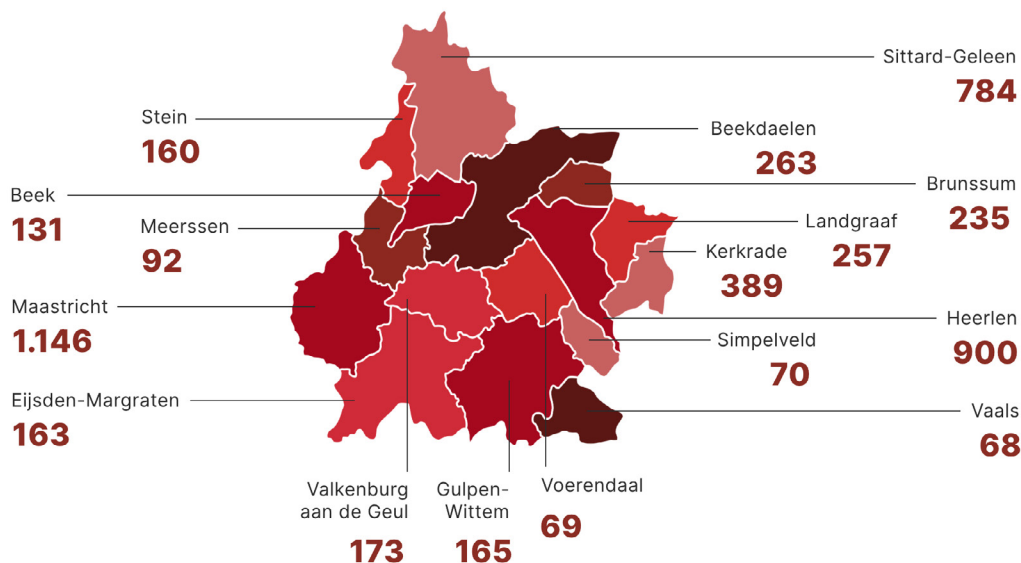 Sittard-Geleen
784
Stein
160
Beekdaelen
263
Beek
131
Brunssum
235
Meerssen
92
Landgraaf
257
Kerkrade
389
Maastricht
1.146
Heerlen
900
Simpelveld
70
Eijsden-Margraten
163
Vaals
68
Valkenburg
aan de Geul
173
Gulpen-
Wittem
165
Voerendaal
69